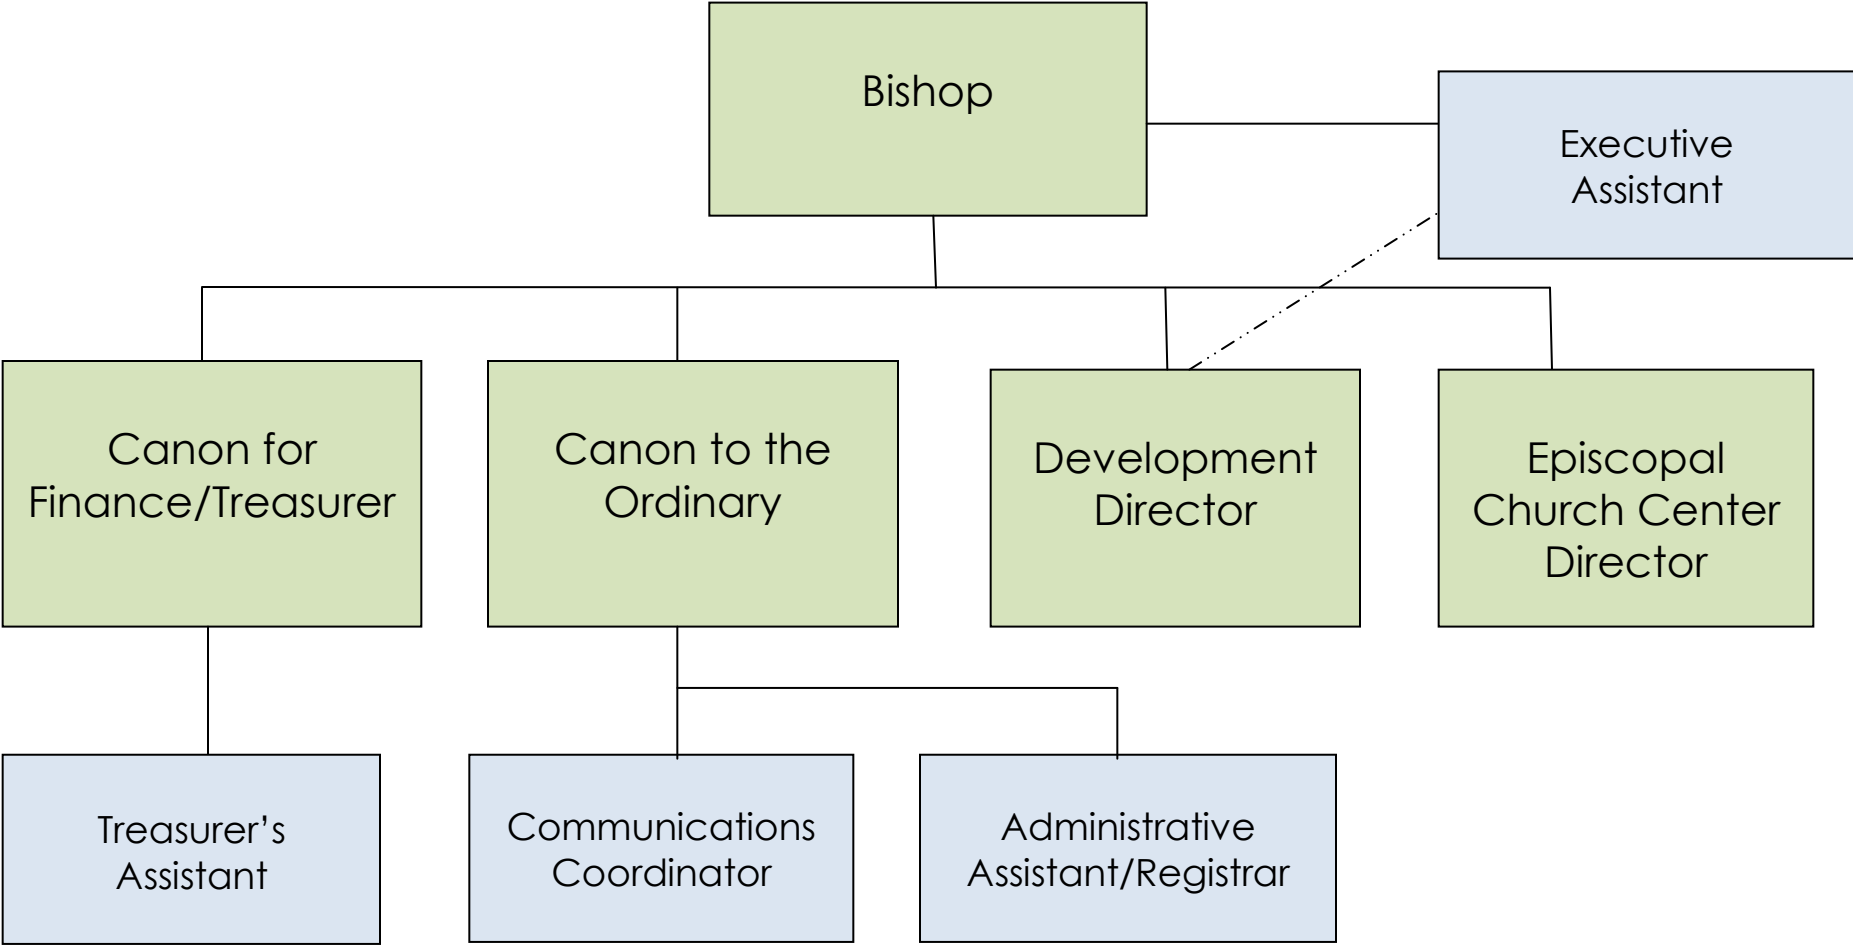 Bishop
Executive
Assistant
Canon for
Finance/Treasurer
Canon to the
Ordinary
Development
Director
Episcopal
Church Center
Director
Treasurer’s
Assistant
Communications
Coordinator
Administrative
Assistant/Registrar